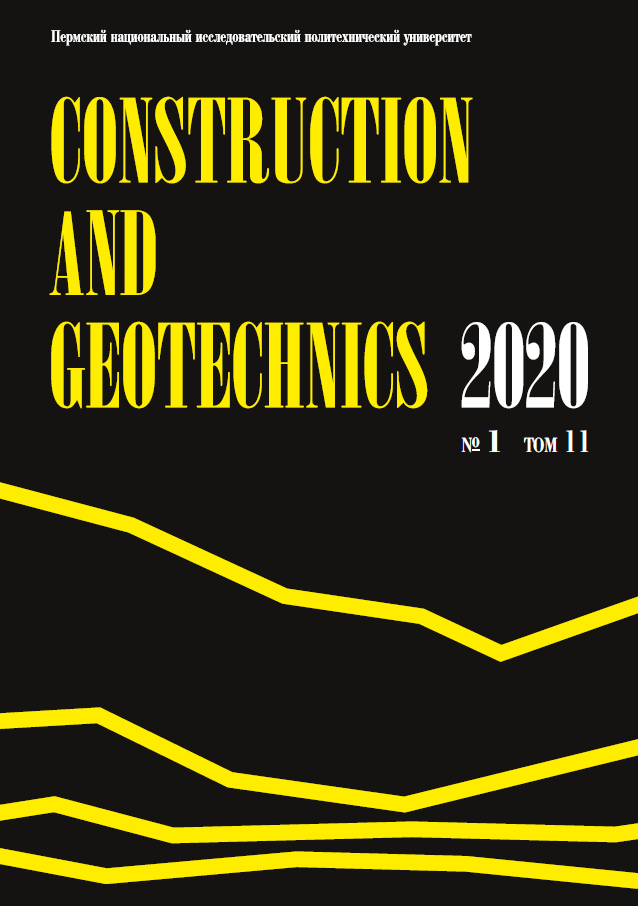 Пермский национальный исследовательский политехнический университет
CONSTRUCTION
AND
GEOTECHNICS 2020
№ 1 ТОМ 11